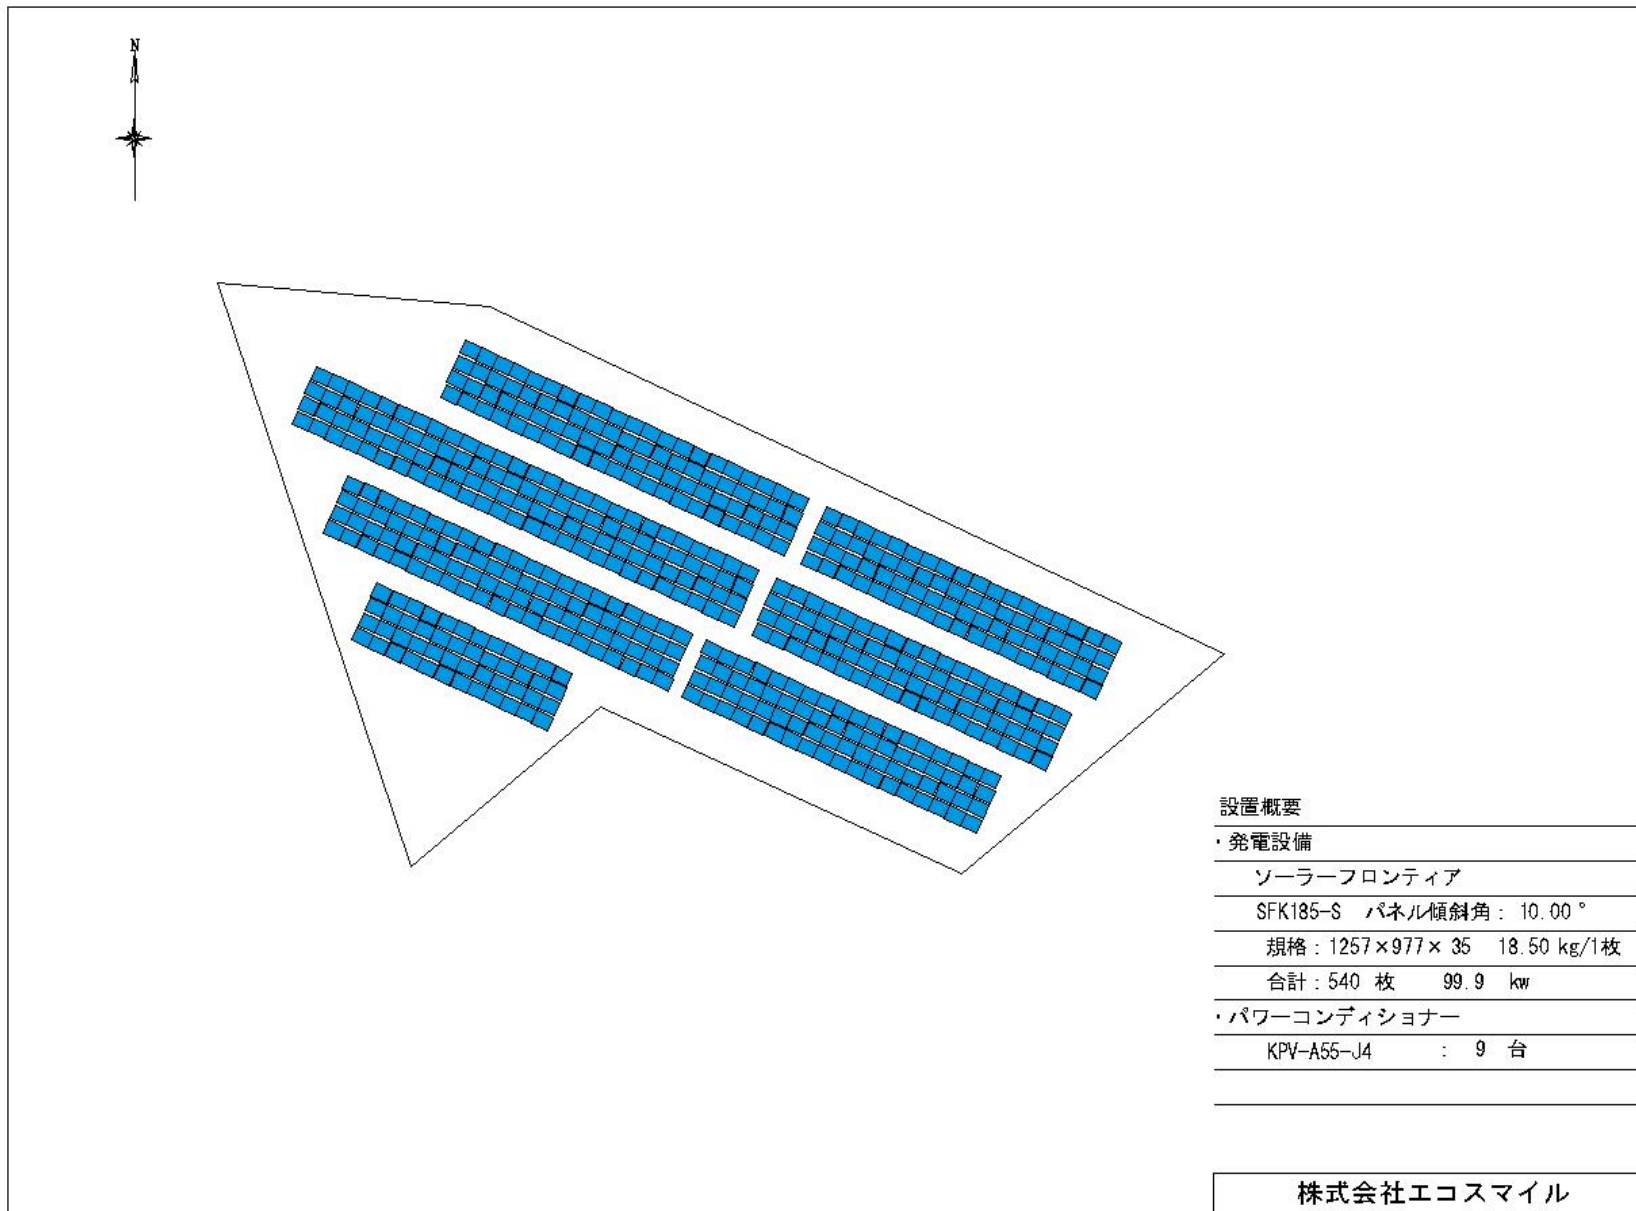 N
設置概要
・発電設備
ソーラーフロンティア
SFK185-S パネル傾斜角: 10.00°
規格:1257×977×35 18.50 kg/1枚
合計:540 枚 99.9 kw
・パワーコンディショナー
KPV-A55-J4 : 9 台
株式会社エコスマイル